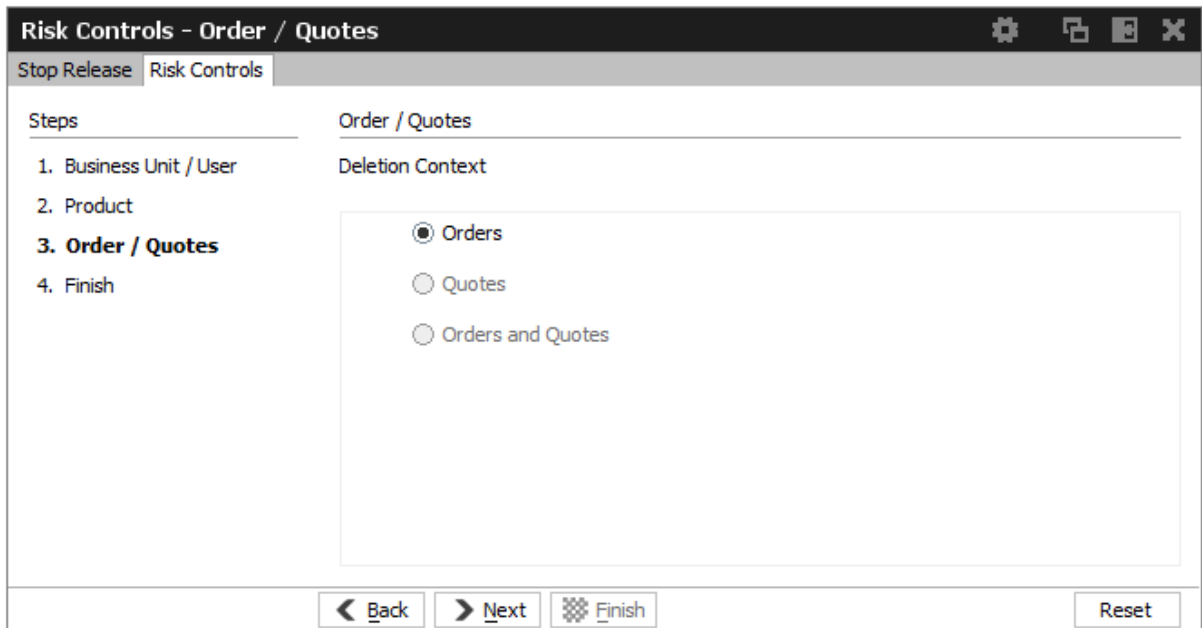 Risk Controls - Order / Quotes
Stop Release Risk Controls
Steps
1. Business Unit / User
2. Product
3. Order / Quotes
4. Finish
Order / Quotes
Deletion Context
Orders
Quotes
Orders and Quotes
Back Next Finish Reset